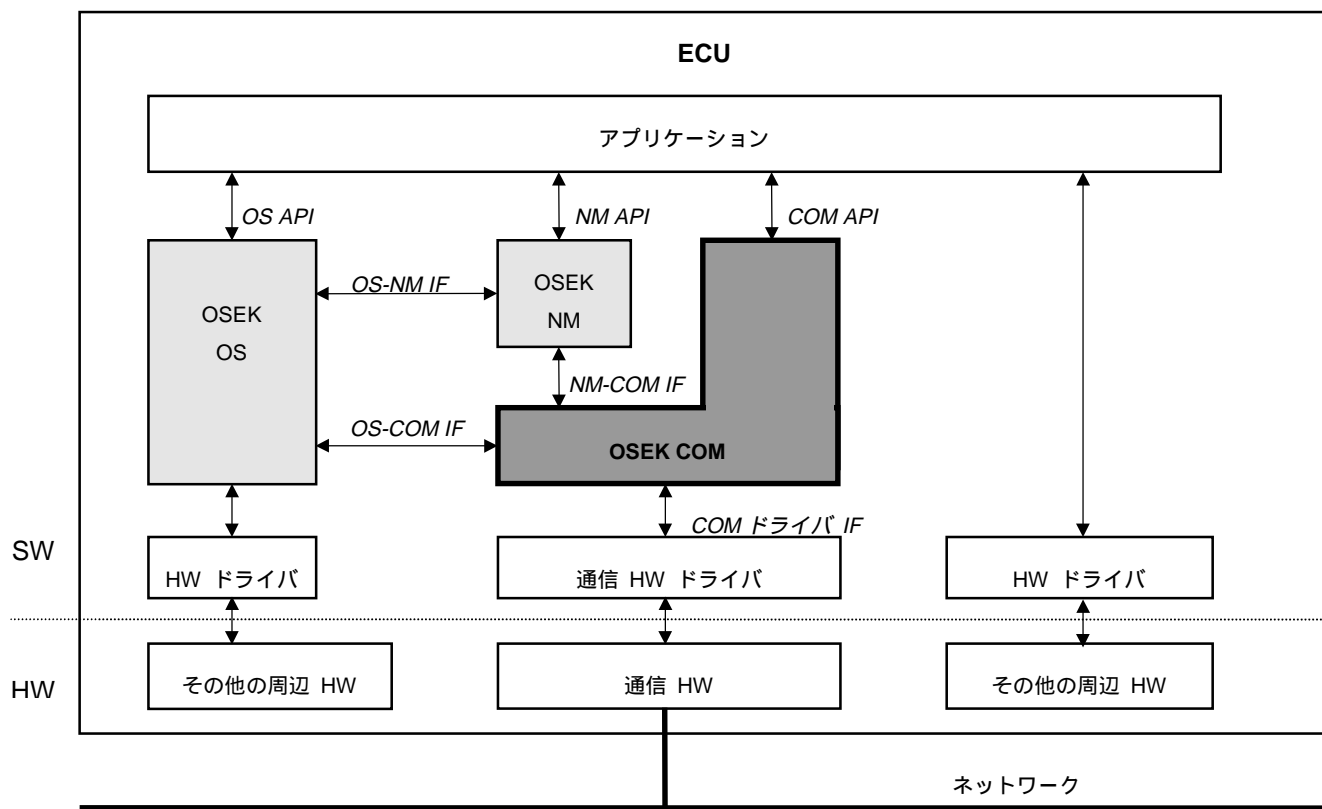 ECU
アプリケーション
OS API
NM API
COM API
OS-NM IF
OSEK
NM
OSEK
OS
NM-COM IF
OS-COM IF
OSEK COM
COM ドライバ IF
SW
HW ドライバ
通信 HW ドライバ
HW ドライバ
HW
その他の周辺 HW
通信 HW
その他の周辺 HW
ネットワーク